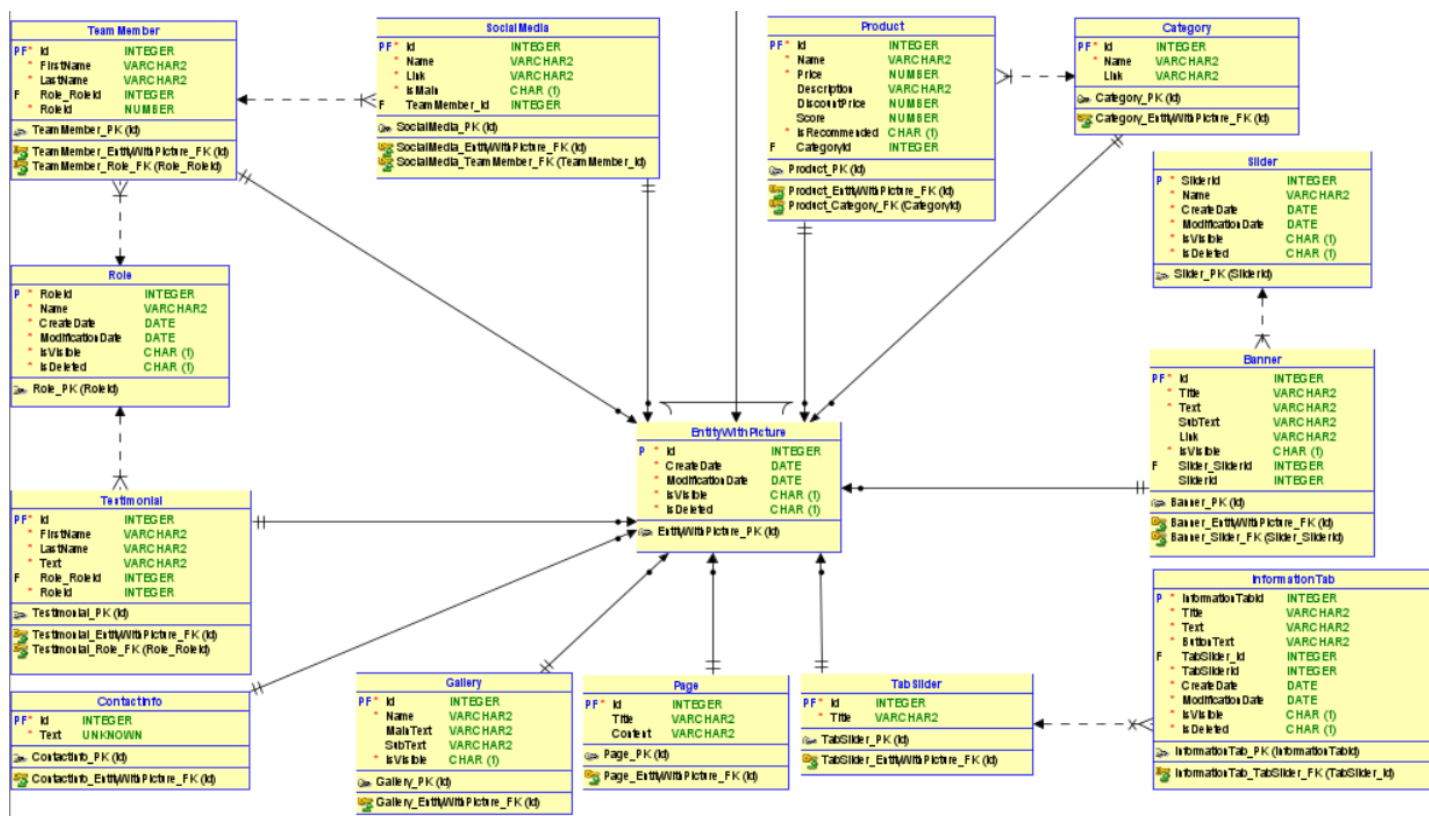 TeamMember
PF* Id INTEGER
* FirstName VARCHAR2
* LastName VARCHAR2
F Role_RoleId INTEGER
* RoleId NUMBER
TeamMember_PK (Id)
TeamMember_EntityWithPicture_FK (Id)
TeamMember_Role_FK (Role_RoleId)
SocialMedia
PF* Id INTEGER
* Name VARCHAR2
* Link VARCHAR2
* IsMain CHAR (1)
F TeamMember_Id INTEGER
SocialMedia_PK (Id)
SocialMedia_EntityWithPicture_FK (Id)
SocialMedia_TeamMember_FK (TeamMember_Id)
Product
PF* Id INTEGER
* Name VARCHAR2
* Price NUMBER
Description VARCHAR2
DiscountPrice NUMBER
Score NUMBER
* IsRecommended CHAR (1)
F CategoryId INTEGER
Product_PK (Id)
Product_EntityWithPicture_FK (Id)
Product_Category_FK (CategoryId)
Category
PF* Id INTEGER
* Name VARCHAR2
Link VARCHAR2
Category_PK (Id)
Category_EntityWithPicture_FK (Id)
Slider
P * SliderId INTEGER
* Name VARCHAR2
* CreateDate DATE
* ModificationDate DATE
* IsVisible CHAR (1)
* IsDeleted CHAR (1)
Slider_PK (SliderId)
Role
P * RoleId INTEGER
* Name VARCHAR2
* CreateDate DATE
* ModificationDate DATE
* IsVisible CHAR (1)
* IsDeleted CHAR (1)
Role_PK (RoleId)
Banner
PF* Id INTEGER
* Title VARCHAR2
* Text VARCHAR2
SubText VARCHAR2
Link VARCHAR2
* IsVisible CHAR (1)
F Slider_SliderId INTEGER
SliderId INTEGER
Banner_PK (Id)
Banner_EntityWithPicture_FK (Id)
Banner_Slider_FK (Slider_SliderId)
EntityWithPicture
P * Id INTEGER
* CreateDate DATE
* ModificationDate DATE
* IsVisible CHAR (1)
* IsDeleted CHAR (1)
EntityWithPicture_PK (Id)
Testimonial
PF* Id INTEGER
* FirstName VARCHAR2
* LastName VARCHAR2
* Text VARCHAR2
F Role_RoleId INTEGER
* RoleId INTEGER
Testimonial_PK (Id)
Testimonial_EntityWithPicture_FK (Id)
Testimonial_Role_FK (Role_RoleId)
InformationTab
P * InformationTabId INTEGER
* Title VARCHAR2
* Text VARCHAR2
* ButtonText VARCHAR2
F TabSlider_Id INTEGER
* TabSliderId INTEGER
* CreateDate DATE
* ModificationDate DATE
* IsVisible CHAR (1)
* IsDeleted CHAR (1)
InformationTab_PK (InformationTabId)
InformationTab_TabSlider_FK (TabSlider_Id)
ContactInfo
PF* Id INTEGER
* Text UNKNOWN
ContactInfo_PK (Id)
ContactInfo_EntityWithPicture_FK (Id)
Gallery
PF* Id INTEGER
* Name VARCHAR2
MainText VARCHAR2
SubText VARCHAR2
* IsVisible CHAR (1)
Gallery_PK (Id)
Gallery_EntityWithPicture_FK (Id)
Page
PF* Id INTEGER
Title VARCHAR2
Content VARCHAR2
Page_PK (Id)
Page_EntityWithPicture_FK (Id)
TabSlider
PF* Id INTEGER
* Title VARCHAR2
TabSlider_PK (Id)
TabSlider_EntityWithPicture_FK (Id)